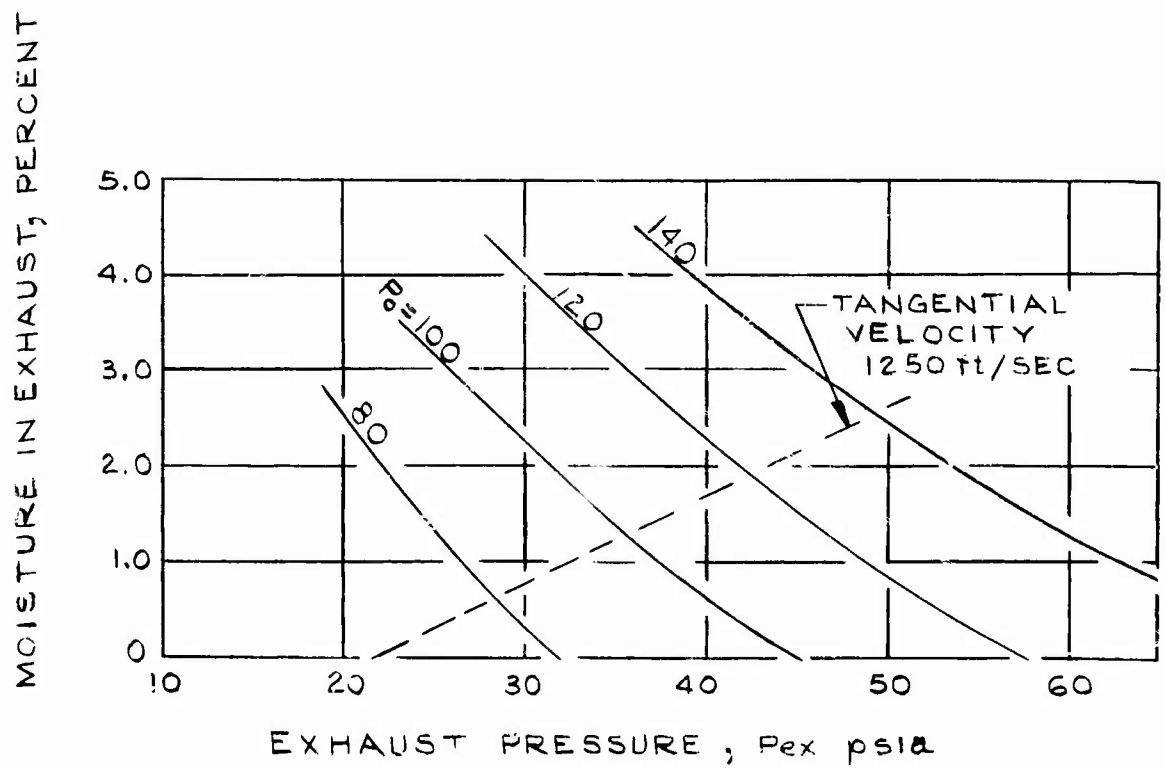 MOISTURE IN EXHAUST, PERCENT
5.0
4.0
3.0
2.0
1.0
0
10
20
30
40
50
60
80
Po=100
120
140
TANGENTIAL
VELOCITY
1250 ft/SEC
EXHAUST PRESSURE, Pex psia